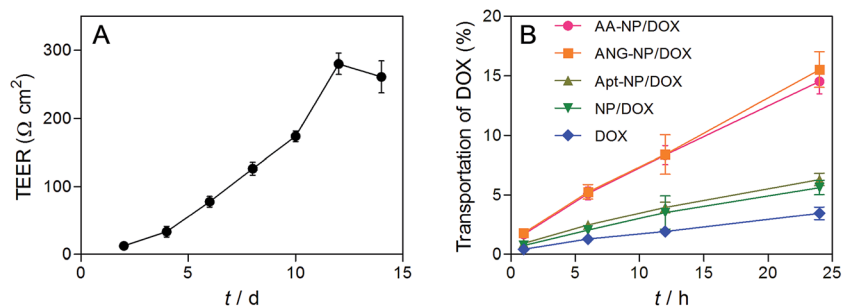 A
TEER (Ω cm²)
300
200
100
0
0 5 10 15
t / d
B
Transportation of DOX (%)
20
15
10
5
0
AA-NP/DOX
ANG-NP/DOX
Apt-NP/DOX
NP/DOX
DOX
0 5 10 15 20 25
t / h